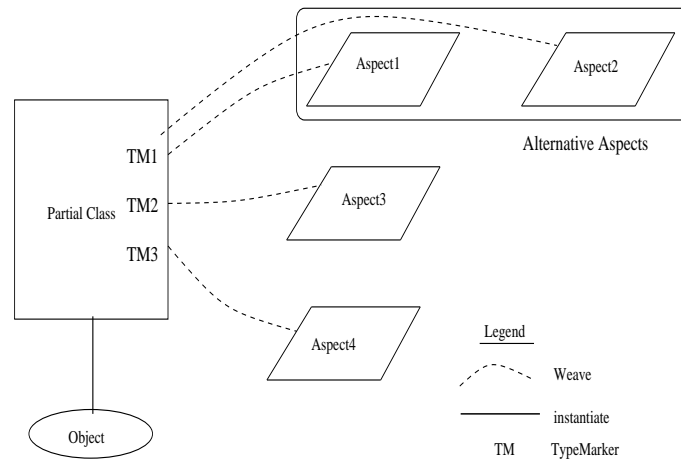 Aspect1
Aspect2
Alternative Aspects
TM1
Partial Class
TM2
Aspect3
TM3
Aspect4
Object
Legend
Weave
instantiate
TM TypeMarker